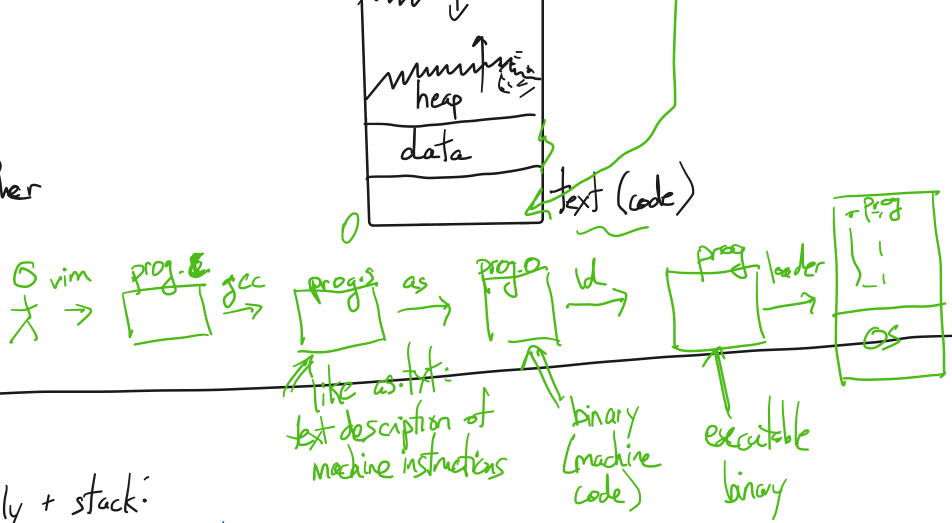 heap
data
text (code)
0
vim
prog.c
gcc
prog.s
as
prog.o
ld
prog
loader
prog
OS
like as.txt:
text description of
machine instructions
binary
(machine
code)
executable
binary
ly + stack: